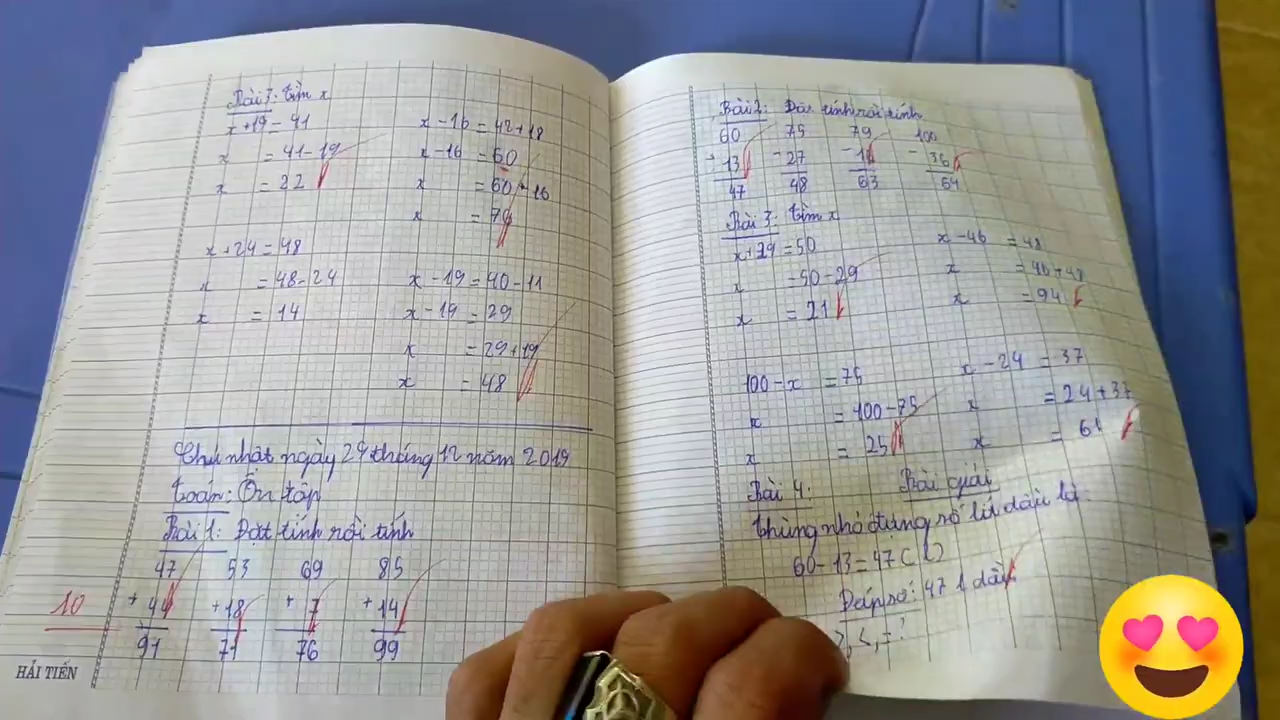 Bài 7: Tìm x
x + 19 = 41
x = 41 - 19
x = 22
x + 24 = 48
x = 48 - 24
x = 14
x - 16 = 42 + 18
x - 16 = 60
x = 60 + 16
x = 76
x - 19 = 40 - 11
x - 19 = 29
x = 29 + 19
x = 48
Chủ nhật ngày 29 tháng 12 năm 2019
Toán: Ôn tập
Bài 1: Đặt tính rồi tính
47 53 69 85
+ 44 + 18 + 7 + 14
91 71 76 99
10
HẢI TIẾN
Bài 2: Đặt tính rồi tính
60 75 79 100
- 13 - 27 - 16 - 36
47 48 63 64
Bài 3: Tìm x
x + 29 = 50
= 50 - 29
x = 21
x - 46 = 48
x = 46 + 48
x = 94
100 - x = 75
x = 100 - 75
x = 25
x - 24 = 37
x = 24 + 37
x = 61
Bài 4: Bài giải
Thùng nhỏ đựng số lít dầu là:
60 - 13 = 47 (l)
Đáp số: 47 l dầu
>, <, = ?